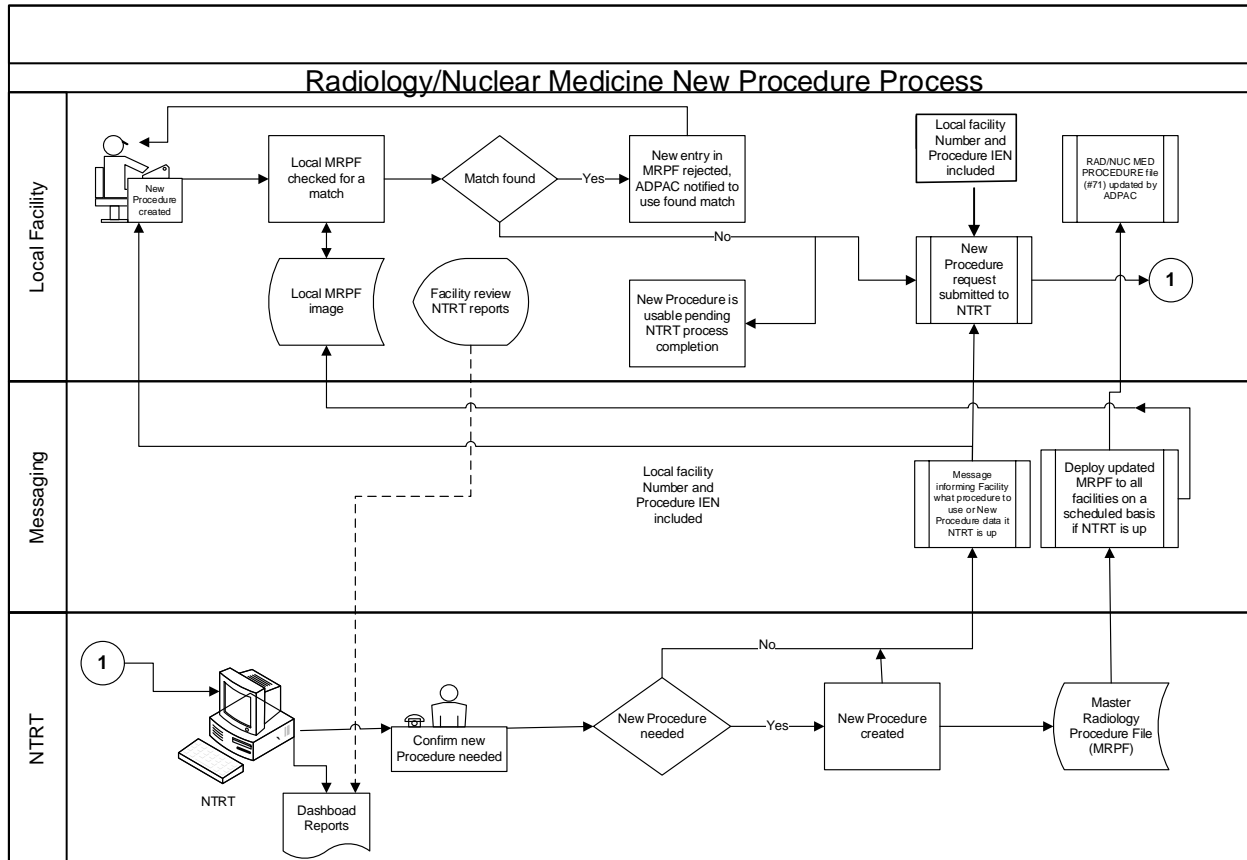 Radiology/Nuclear Medicine New Procedure Process
Local Facility
New
Procedure
created
Local MRPF
checked for a
match
Match found
Yes
New entry in
MRPF rejected,
ADPAC notified to
use found match
No
Local facility
Number and
Procedure IEN
included
RAD/NUC MED
PROCEDURE file
(#71) updated by
ADPAC
Local MRPF
image
Facility review
NTRT reports
New Procedure is
usable pending
NTRT process
completion
New
Procedure
request
submitted to
NTRT
1
Messaging
Local facility
Number and
Procedure IEN
included
Message
informing Facility
what procedure to
use or New
Procedure data it
NTRT is up
Deploy updated
MRPF to all
facilities on a
scheduled basis
if NTRT is up
NTRT
1
NTRT
Dashboad
Reports
Confirm new
Procedure needed
New Procedure
needed
No
Yes
New Procedure
created
Master
Radiology
Procedure File
(MRPF)